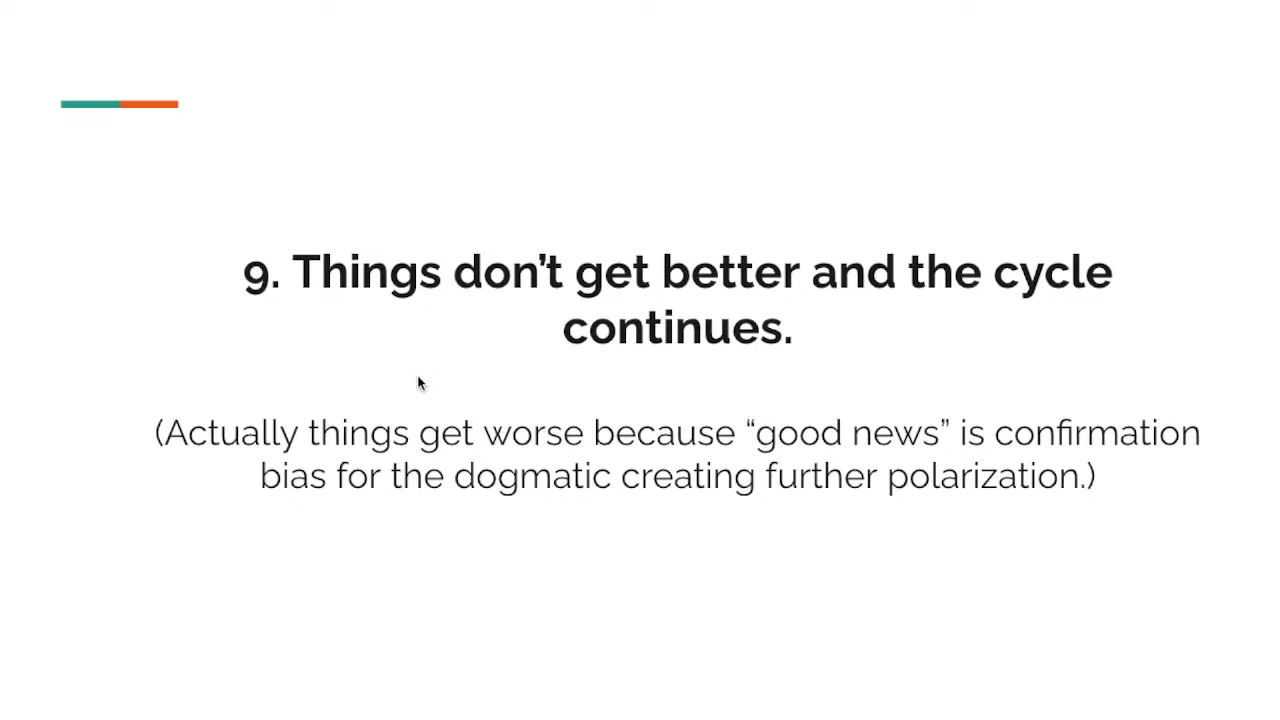 9. Things don’t get better and the cycle
continues.
(Actually things get worse because “good news” is confirmation
bias for the dogmatic creating further polarization.)